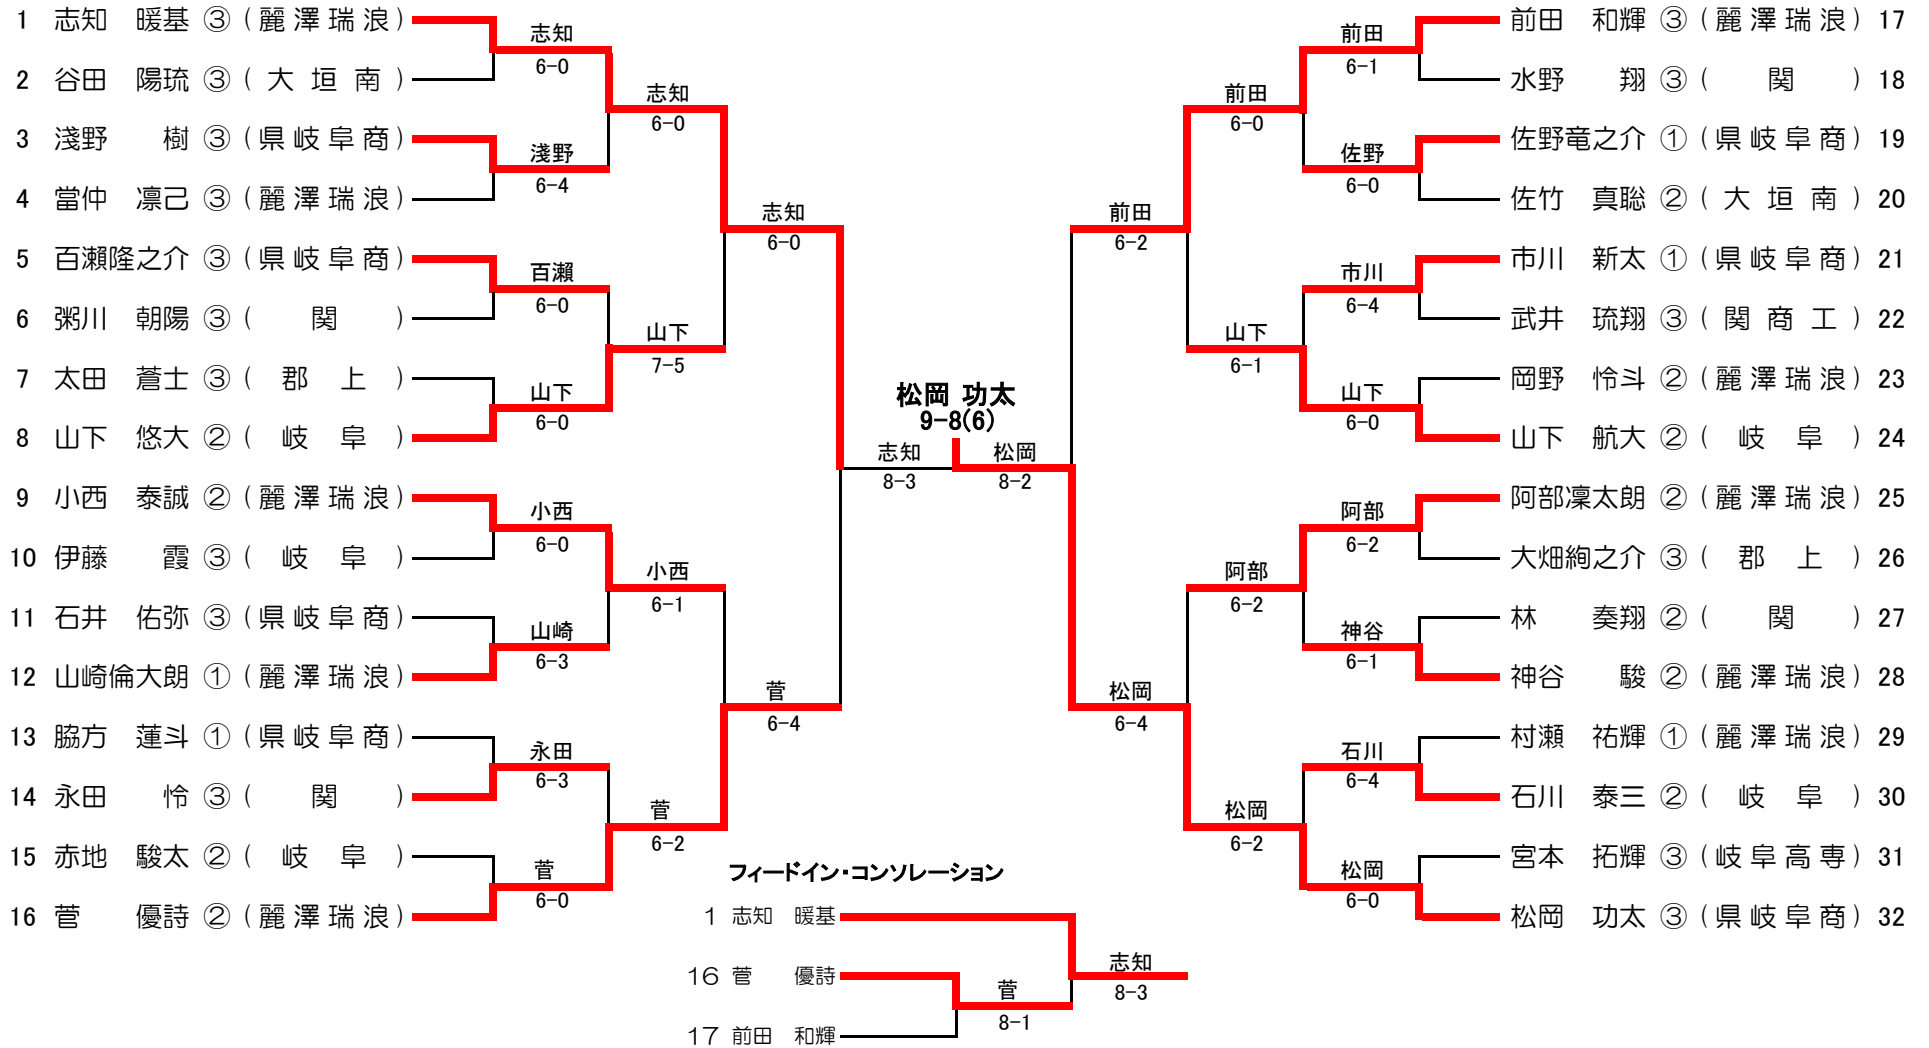 1 志知 暖基 ③ (麗澤瑞浪)
2 谷田 陽琉 ③ (大垣南)
3 淺野 樹 ③ (県岐阜商)
4 當仲 凛己 ③ (麗澤瑞浪)
5 百瀨隆之介 ③ (県岐阜商)
6 粥川 朝陽 ③ (関)
7 太田 蒼士 ③ (郡上)
8 山下 悠大 ② (岐阜)
9 小西 泰誠 ② (麗澤瑞浪)
10 伊藤 霞 ③ (岐阜)
11 石井 佑弥 ③ (県岐阜商)
12 山崎倫大朗 ① (麗澤瑞浪)
13 脇方 蓮斗 ① (県岐阜商)
14 永田 怜 ③ (関)
15 赤地 駿太 ② (岐阜)
16 菅 優詩 ② (麗澤瑞浪)
志知
6-0
淺野
6-4
百瀨
6-0
山下
6-0
小西
6-0
山崎
6-3
永田
6-3
菅
6-0
志知
6-0
山下
7-5
小西
6-1
菅
6-2
志知
6-0
菅
6-4
志知
8-3
松岡 功太
9-8(6)
松岡
8-2
前田
6-2
松岡
6-4
前田
6-0
山下
6-1
阿部
6-2
松岡
6-2
前田
6-1
佐野
6-0
市川
6-4
山下
6-0
阿部
6-2
神谷
6-1
石川
6-4
松岡
6-0
前田 和輝 ③ (麗澤瑞浪) 17
水野 翔 ③ (関) 18
佐野竜之介 ① (県岐阜商) 19
佐竹 真聡 ② (大垣南) 20
市川 新太 ① (県岐阜商) 21
武井 琉翔 ③ (関商工) 22
岡野 怜斗 ② (麗澤瑞浪) 23
山下 航大 ② (岐阜) 24
阿部凜太朗 ② (麗澤瑞浪) 25
大畑絢之介 ③ (郡上) 26
林 奏翔 ② (関) 27
神谷 駿 ② (麗澤瑞浪) 28
村瀬 祐輝 ① (麗澤瑞浪) 29
石川 泰三 ② (岐阜) 30
宮本 拓輝 ③ (岐阜高専) 31
松岡 功太 ③ (県岐阜商) 32
フィードイン・コンソレーション
1 志知 暖基
16 菅 優詩
17 前田 和輝
菅
8-1
志知
8-3